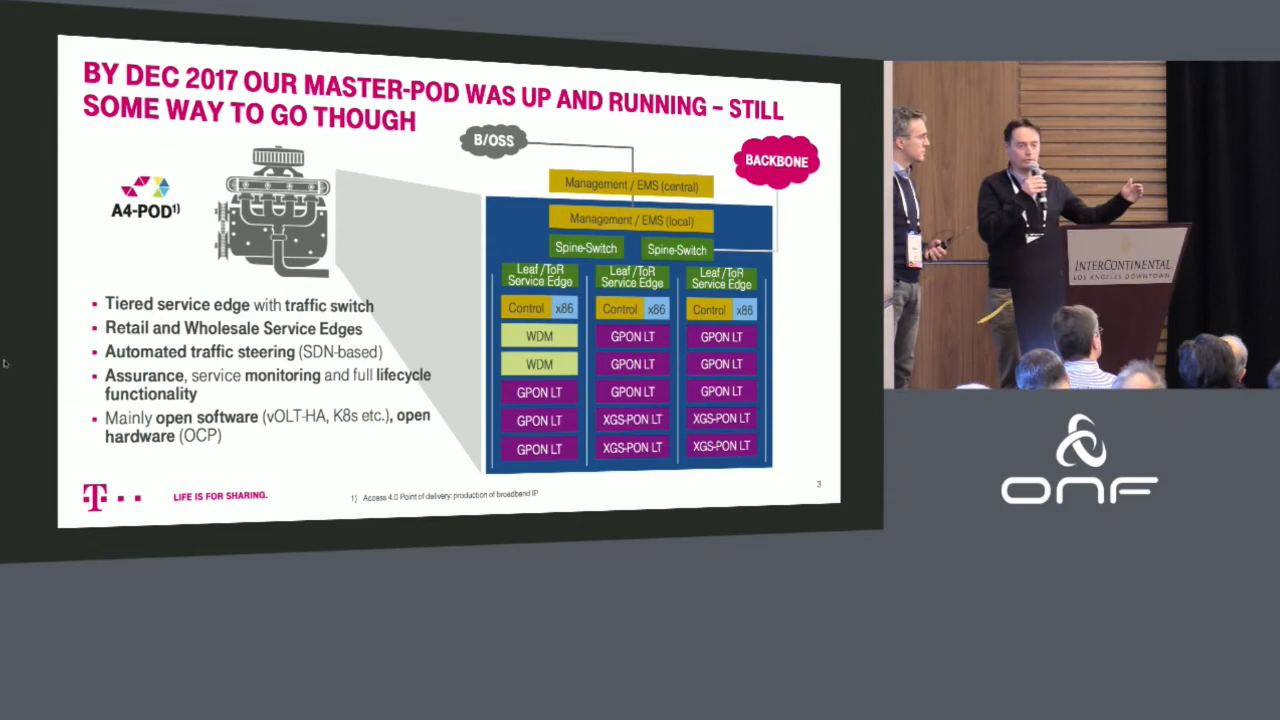 BY DEC 2017 OUR MASTER-POD WAS UP AND RUNNING – STILL
SOME WAY TO GO THOUGH
B/OSS
BACKBONE
A4-POD1)
Management / EMS (central)
Management / EMS (local)
Spine-Switch Spine-Switch
Leaf /ToR Leaf /ToR Leaf /ToR
Service Edge Service Edge Service Edge
Control x86 Control x86 Control x86
WDM GPON LT GPON LT
WDM GPON LT GPON LT
GPON LT GPON LT GPON LT
GPON LT XGS-PON LT XGS-PON LT
GPON LT XGS-PON LT XGS-PON LT
▪ Tiered service edge with traffic switch
▪ Retail and Wholesale Service Edges
▪ Automated traffic steering (SDN-based)
▪ Assurance, service monitoring and full lifecycle
functionality
▪ Mainly open software (vOLT-HA, K8s etc.), open
hardware (OCP)
T
LIFE IS FOR SHARING.
1) Access 4.0 Point of delivery: production of broadband IP
3
INTERCONTINENTAL
LOS ANGELES DOWNTOWN
ONF